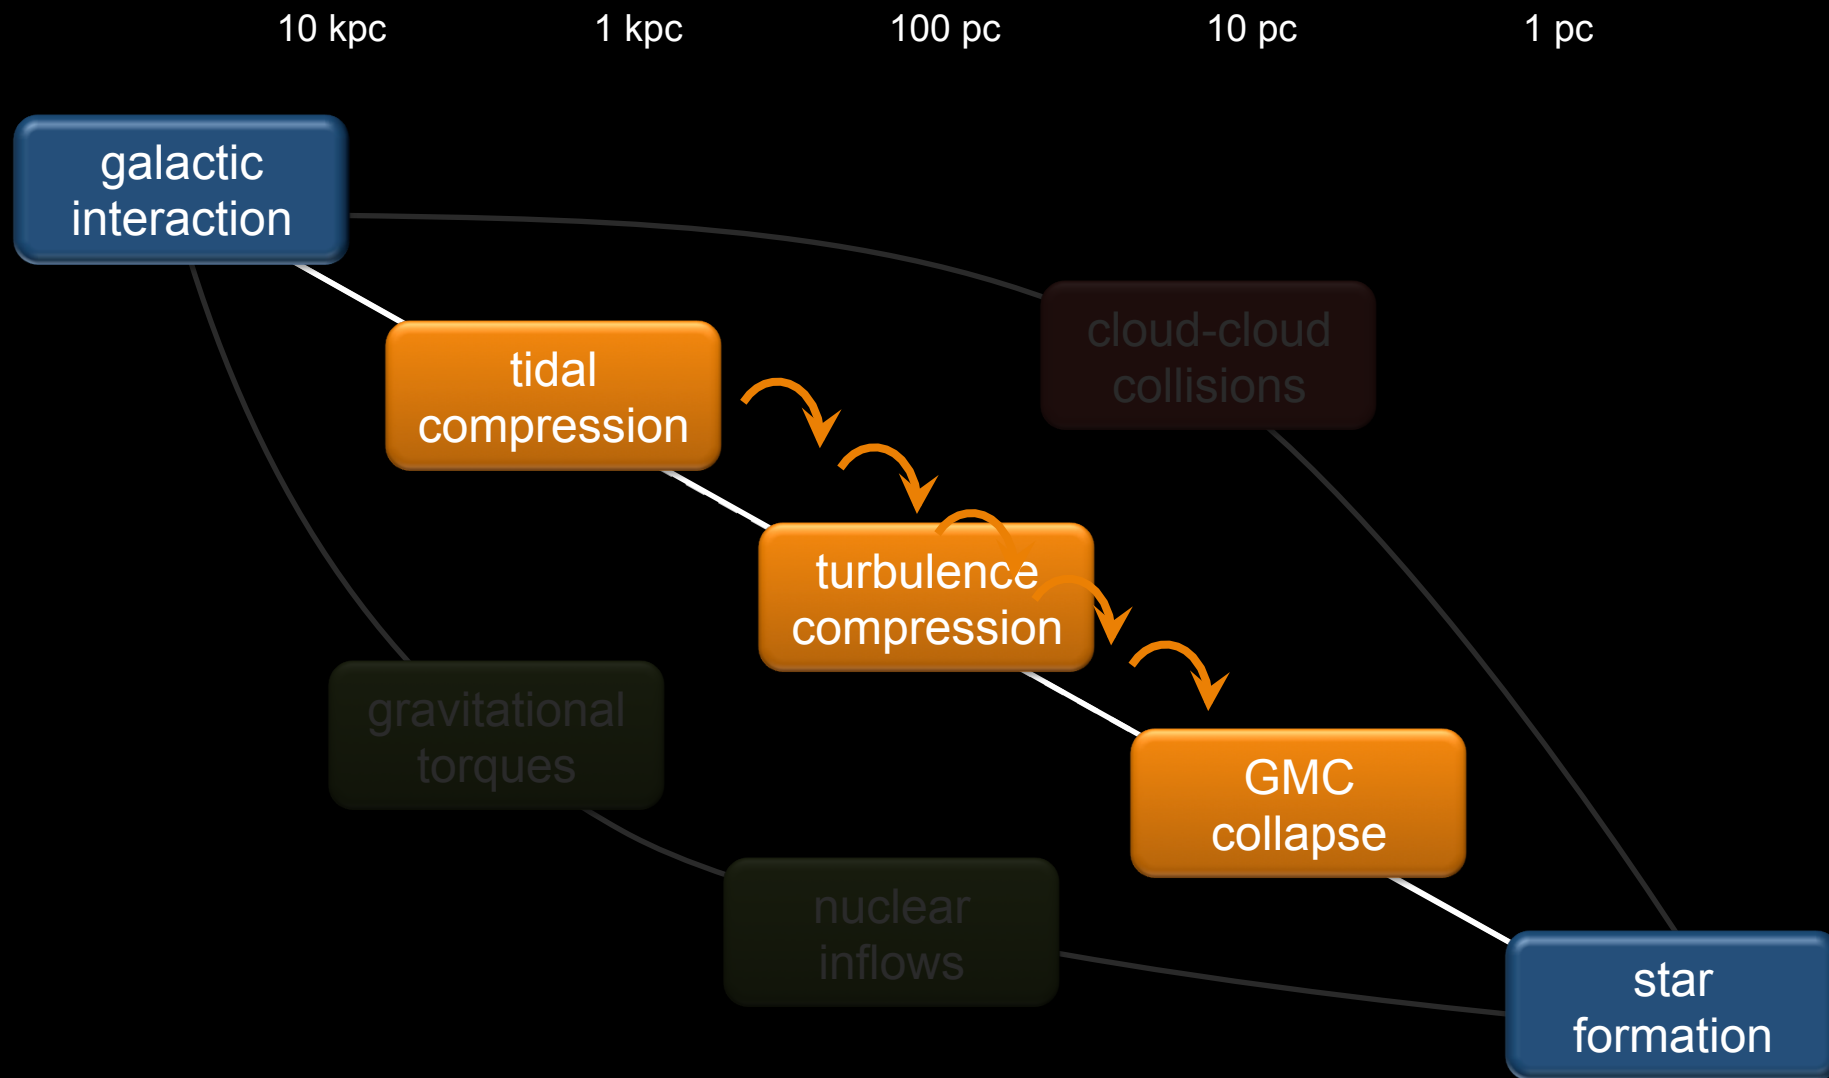 10 kpc 1 kpc 100 pc 10 pc 1 pc
galactic
interaction
cloud-cloud
collisions
tidal
compression
turbulence
compression
gravitational
torques
GMC
collapse
nuclear
inflows
star
formation